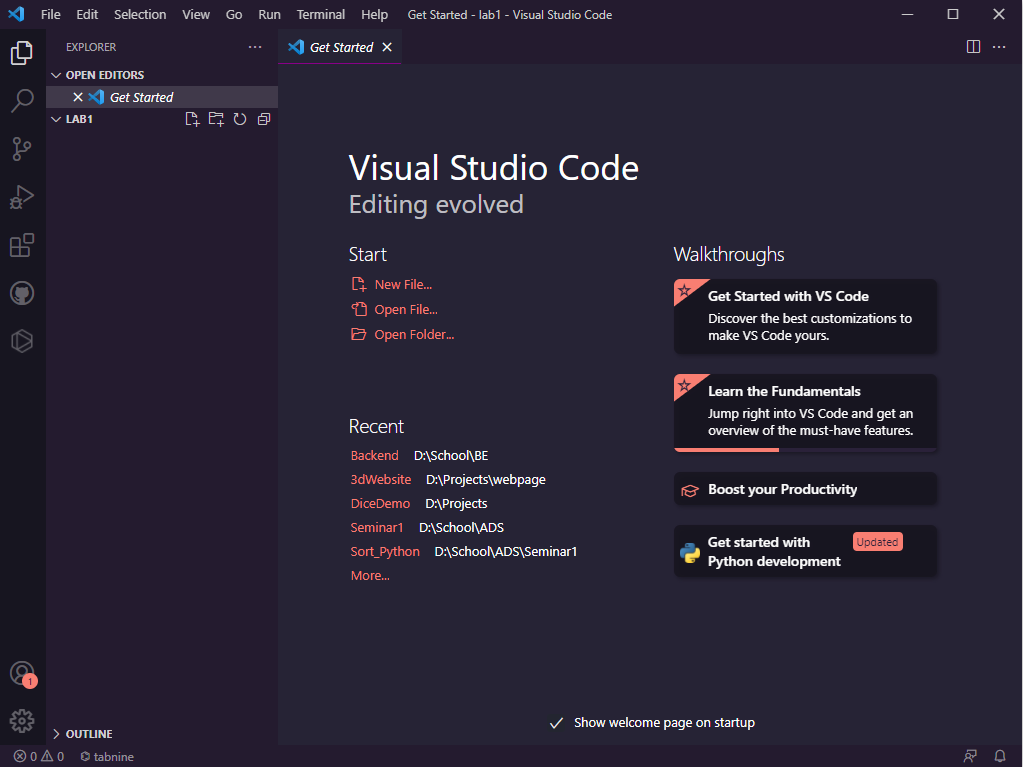 File Edit Selection View Go Run Terminal Help Get Started - lab1 - Visual Studio Code
EXPLORER
Get Started
OPEN EDITORS
Get Started
LAB1
Visual Studio Code
Editing evolved
Start
New File...
Open File...
Open Folder...
Recent
Backend D:\School\BE
3dWebsite D:\Projects\webpage
DiceDemo D:\Projects
Seminar1 D:\School\ADS
Sort_Python D:\School\ADS\Seminar1
More...
Walkthroughs
Get Started with VS Code
Discover the best customizations to
make VS Code yours.
Learn the Fundamentals
Jump right into VS Code and get an
overview of the must-have features.
Boost your Productivity
Get started with
Python development
Updated
Show welcome page on startup
1
OUTLINE
0 0 tabnine